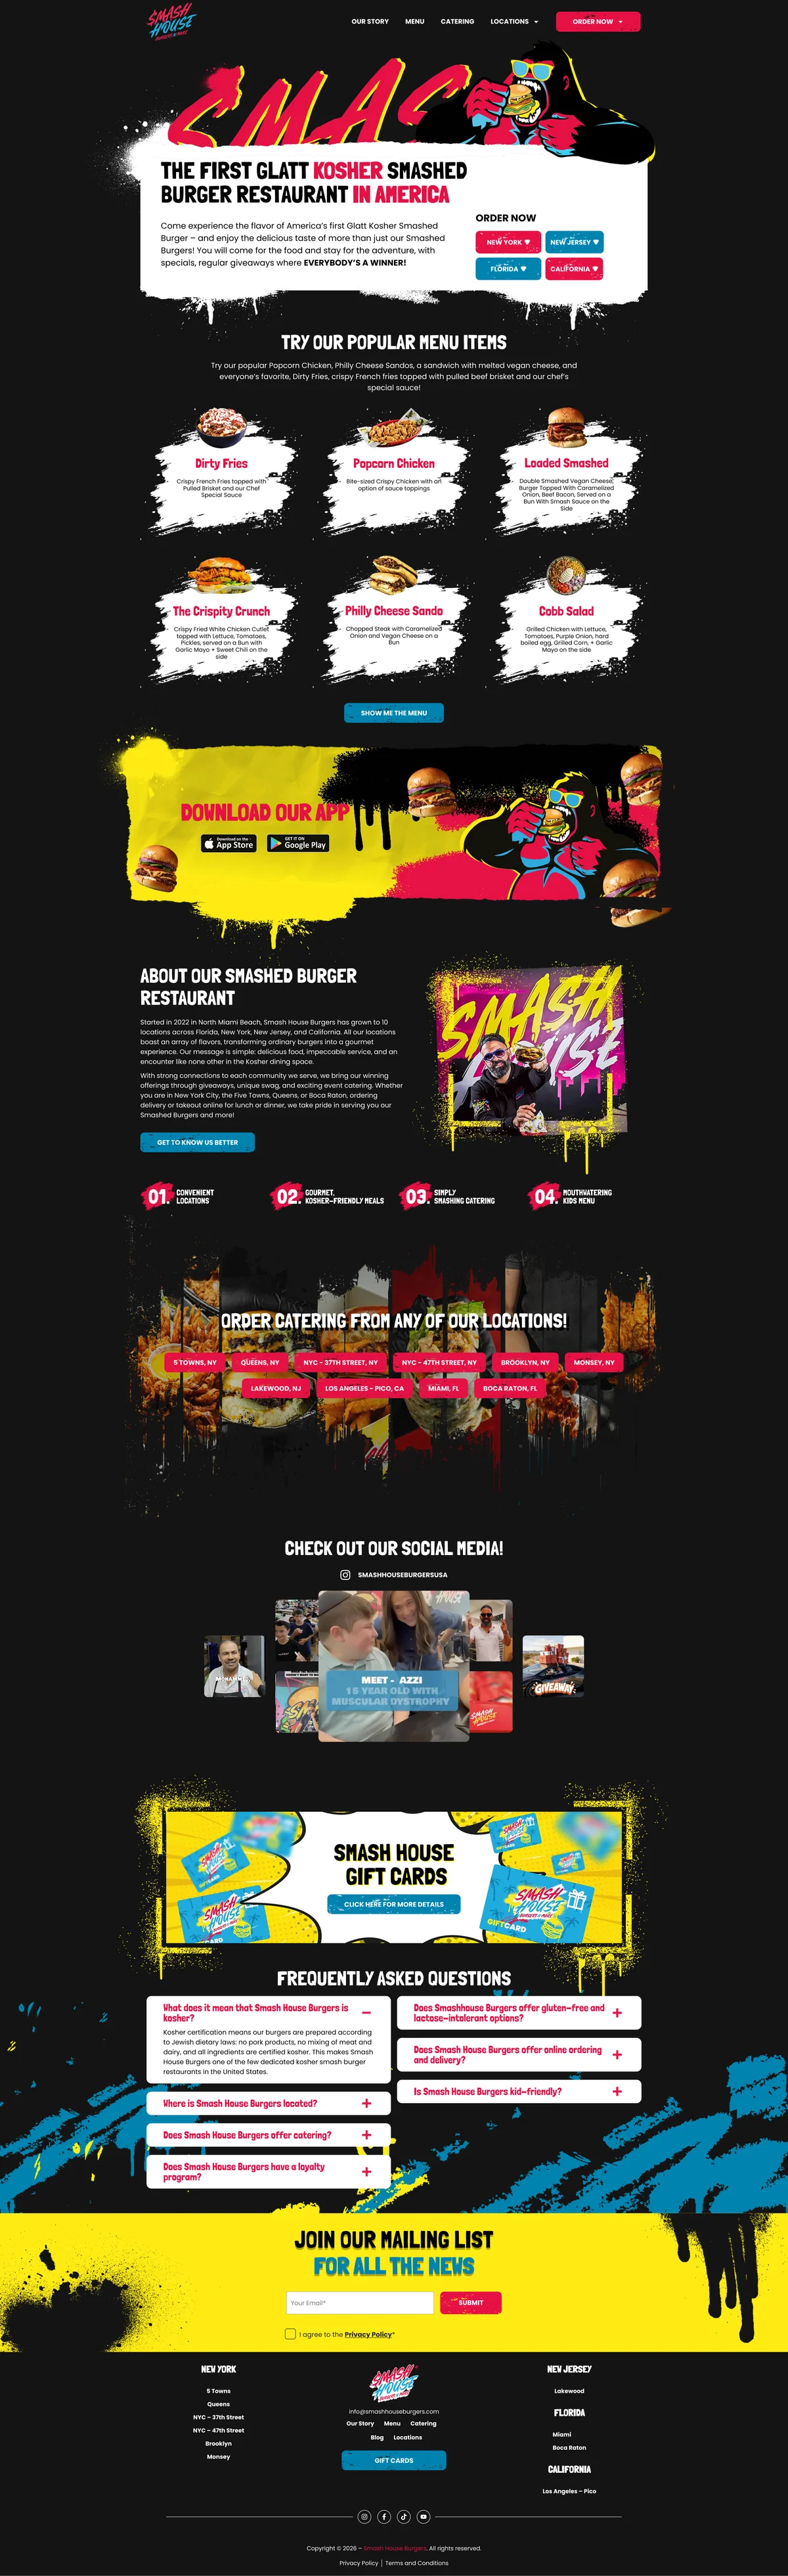 SMASH HOUSE
BURGERS & MORE
OUR STORY
MENU
CATERING
LOCATIONS
ORDER NOW
SMAS
THE FIRST GLATT KOSHER SMASHED
BURGER RESTAURANT IN AMERICA
Come experience the flavor of America's first Glatt Kosher Smashed
Burger – and enjoy the delicious taste of more than just our Smashed
Burgers! You will come for the food and stay for the adventure, with
specials, regular giveaways where EVERYBODY'S A WINNER!
ORDER NOW
NEW YORK
NEW JERSEY
FLORIDA
CALIFORNIA
TRY OUR POPULAR MENU ITEMS
Try our popular Popcorn Chicken, Philly Cheese Sandos, a sandwich with melted vegan cheese, and
everyone's favorite, Dirty Fries, crispy French fries topped with pulled beef brisket and our chef's
special sauce!
Dirty Fries
Crispy French Fries topped with
Pulled Brisket and our Chef
Special Sauce
Popcorn Chicken
Bite-sized Crispy Chicken with an
option of sauce toppings
Loaded Smashed
Double Smashed Vegan Cheese
Burger Topped With Caramelized
Onion, Beef Bacon, Served on a
Bun With Smash Sauce on the
Side
The Crispity Crunch
Crispy Fried White Chicken Cutlet
topped with Lettuce, Tomatoes,
Pickles, served on a Bun with
Garlic Mayo + Sweet Chili on the
side
Philly Cheese Sando
Chopped Steak with Caramelized
Onion and Vegan Cheese on a
Bun
Cobb Salad
Grilled Chicken with Lettuce,
Tomatoes, Purple Onion, hard
boiled egg, Grilled Corn, + Garlic
Mayo on the side
SHOW ME THE MENU
DOWNLOAD OUR APP
Download on the
App Store
GET IT ON
Google Play
ABOUT OUR SMASHED BURGER
RESTAURANT
Started in 2022 in North Miami Beach, Smash House Burgers has grown to 10
locations across Florida, New York, New Jersey, and California. All our locations
boast an array of flavors, transforming ordinary burgers into a gourmet
experience. Our message is simple: delicious food, impeccable service, and an
encounter like none other in the Kosher dining space.
With strong connections to each community we serve, we bring our winning
offerings through giveaways, unique swag, and exciting event catering. Whether
you are in New York City, the Five Towns, Queens, or Boca Raton, ordering
delivery or takeout online for lunch or dinner, we take pride in serving you our
Smashed Burgers and more!
GET TO KNOW US BETTER
SMASH
HOUSE
01. CONVENIENT
LOCATIONS
02. GOURMET,
KOSHER-FRIENDLY MEALS
03. SIMPLY
SMASHING CATERING
04. MOUTHWATERING
KIDS MENU
ORDER CATERING FROM ANY OF OUR LOCATIONS!
5 TOWNS, NY
QUEENS, NY
NYC - 37TH STREET, NY
NYC - 47TH STREET, NY
BROOKLYN, NY
MONSEY, NY
LAKEWOOD, NJ
LOS ANGELES - PICO, CA
MIAMI, FL
BOCA RATON, FL
CHECK OUT OUR SOCIAL MEDIA!
SMASHHOUSEBURGERSUSA
MEET - AZZI
15 YEAR OLD WITH
MUSCULAR DYSTROPHY
SMASH HOUSE
GIVEAWAY
SMASH HOUSE
GIFT CARDS
CLICK HERE FOR MORE DETAILS
SMASH HOUSE
GIFTCARD
FREQUENTLY ASKED QUESTIONS
What does it mean that Smash House Burgers is
kosher?
Kosher certification means our burgers are prepared according
to Jewish dietary laws: no pork products, no mixing of meat and
dairy, and all ingredients are certified kosher. This makes Smash
House Burgers one of the few dedicated kosher smash burger
restaurants in the United States.
Where is Smash House Burgers located?
Does Smash House Burgers offer catering?
Does Smash House Burgers have a loyalty
program?
Does Smashhouse Burgers offer gluten-free and
lactose-intolerant options?
Does Smash House Burgers offer online ordering
and delivery?
Is Smash House Burgers kid-friendly?
JOIN OUR MAILING LIST
FOR ALL THE NEWS
Your Email*
SUBMIT
I agree to the Privacy Policy*
NEW YORK
5 Towns
Queens
NYC – 37th Street
NYC – 47th Street
Brooklyn
Monsey
SMASH HOUSE
BURGERS & MORE
info@smashhouseburgers.com
Our Story
Menu
Catering
Blog
Locations
GIFT CARDS
NEW JERSEY
Lakewood
FLORIDA
Miami
Boca Raton
CALIFORNIA
Los Angeles – Pico
Copyright © 2026 – Smash House Burgers. All rights reserved.
Privacy Policy | Terms and Conditions